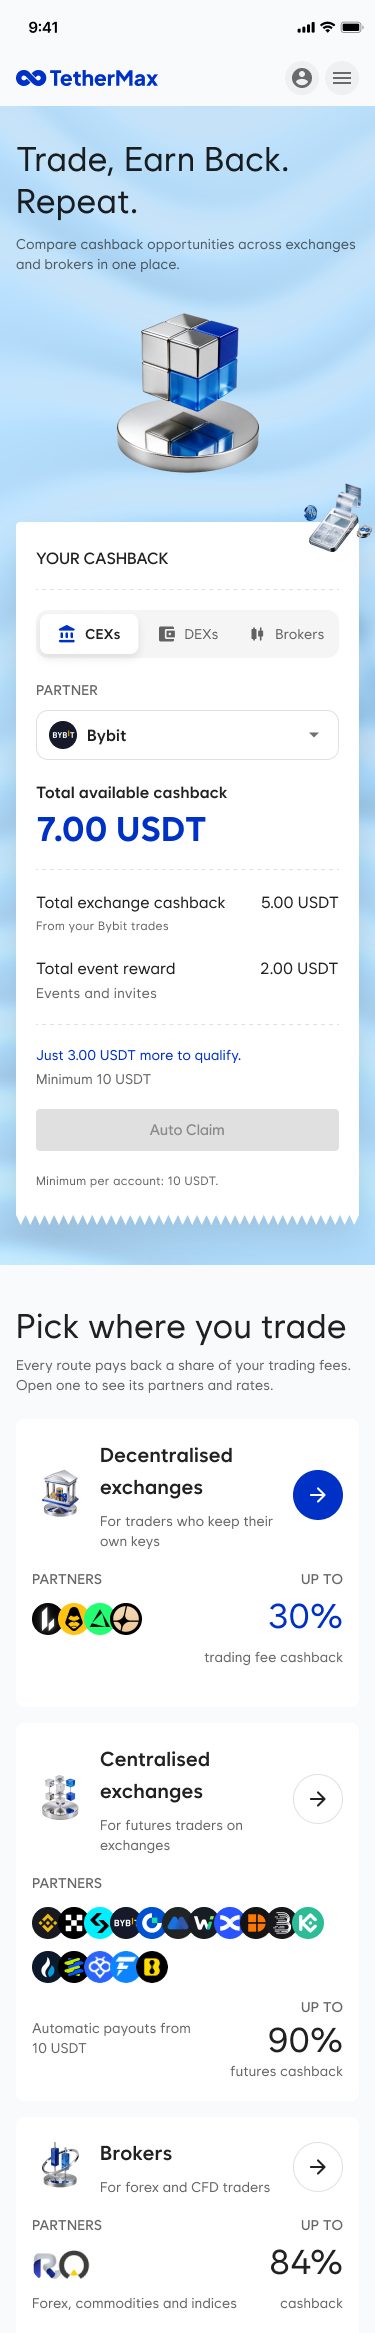 9:41
TetherMax
Trade, Earn Back.
Repeat.
Compare cashback opportunities across exchanges
and brokers in one place.
YOUR CASHBACK
CEXs DEXs Brokers
PARTNER
BYBIT Bybit
Total available cashback
7.00 USDT
Total exchange cashback 5.00 USDT
From your Bybit trades
Total event reward 2.00 USDT
Events and invites
Just 3.00 USDT more to qualify.
Minimum 10 USDT
Auto Claim
Minimum per account: 10 USDT.
Pick where you trade
Every route pays back a share of your trading fees.
Open one to see its partners and rates.
Decentralised
exchanges
For traders who keep their
own keys
PARTNERS UP TO
30%
trading fee cashback
Centralised
exchanges
For futures traders on
exchanges
PARTNERS
BYBIT
UP TO
Automatic payouts from
10 USDT
90%
futures cashback
Brokers
For forex and CFD traders
PARTNERS UP TO
84%
Forex, commodities and indices cashback